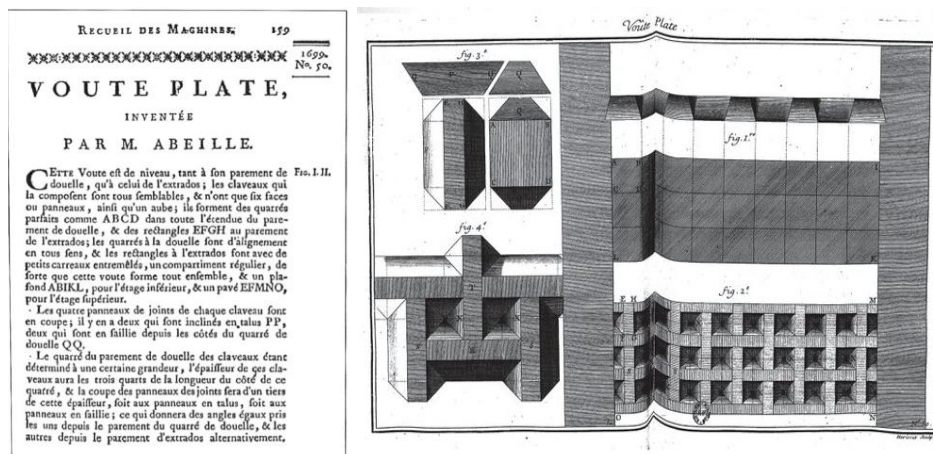 RECUEIL DES MACHINES,
159
1699.
No. 50.
VOUTE PLATE,
INVENTÉE
PAR M. ABEILLE.
CETTE Voute eſt de niveau, tant à ſon parement de
FIG. I. II.
douelle, qu'à celui de l'extrados; les claveaux qui
la compoſent ſont tous ſemblables, & n'ont que ſix faces
ou panneaux, ainſi qu'un aube; ils forment des quarrés
parfaits comme ABCD dans toute l'étendue du pare-
ment de douelle, & des rectangles EFGH au parement
de l'extrados; les quarrés à la douelle ſont d'alignement
en tous ſens, & les rectangles à l'extrados font avec de
petits carreaux entremêlés, un compartiment régulier, de
ſorte que cette voute forme tout enſemble, & un pla-
fond ABIKL, pour l'étage inférieur, & un pavé EFMNO,
pour l'étage ſupérieur.
Les quatre panneaux de joints de chaque claveau ſont
en coupe; il y en a deux qui ſont inclinés en talus PP,
deux qui ſont en ſaillie depuis les côtés du quarré de
douelle QQ.
Le quarré du parement de douelle des claveaux étant
déterminé à une certaine grandeur, l'épaiſſeur de ces cla-
veaux aura les trois quarts de la longueur du côté de ce
quatré, & la coupe des panneaux des joints ſera d'un tiers
de cette épaiſſeur, ſoit aux panneaux en talus, ſoit aux
panneaux en ſaillie; ce qui donnera des angles égaux pris
les uns depuis le parement du quarré de douelle, & les
autres depuis le parement d'extrados alternativement.
Voute Plate
fig. 3.e
P
Q
Q
A
B
C
D
fig. 1.re
I
K
fig. 4.e
T
R
fig. 2.e
E H
M
O
N